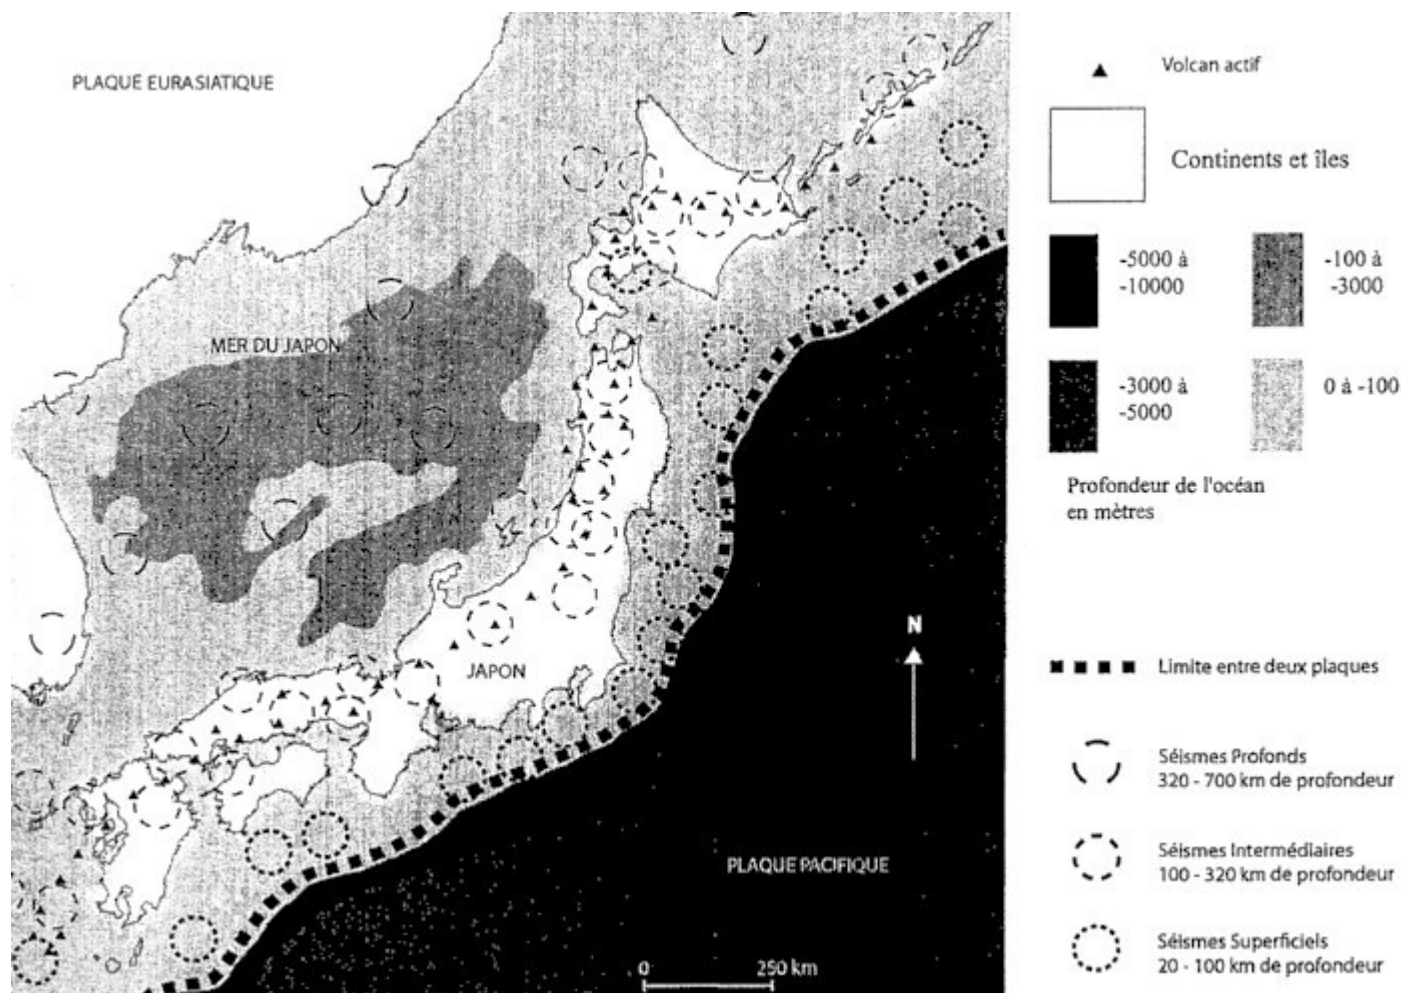 PLAQUE EURASIATIQUE
MER DU JAPON
JAPON
N
PLAQUE PACIFIQUE
0
250 km
Volcan actif
Continents et îles
-5000 à
-10000
-100 à
-3000
-3000 à
-5000
0 à -100
Profondeur de l'océan
en mètres
Limite entre deux plaques
Séismes Profonds
320 - 700 km de profondeur
Séismes Intermédiaires
100 - 320 km de profondeur
Séismes Superficiels
20 - 100 km de profondeur